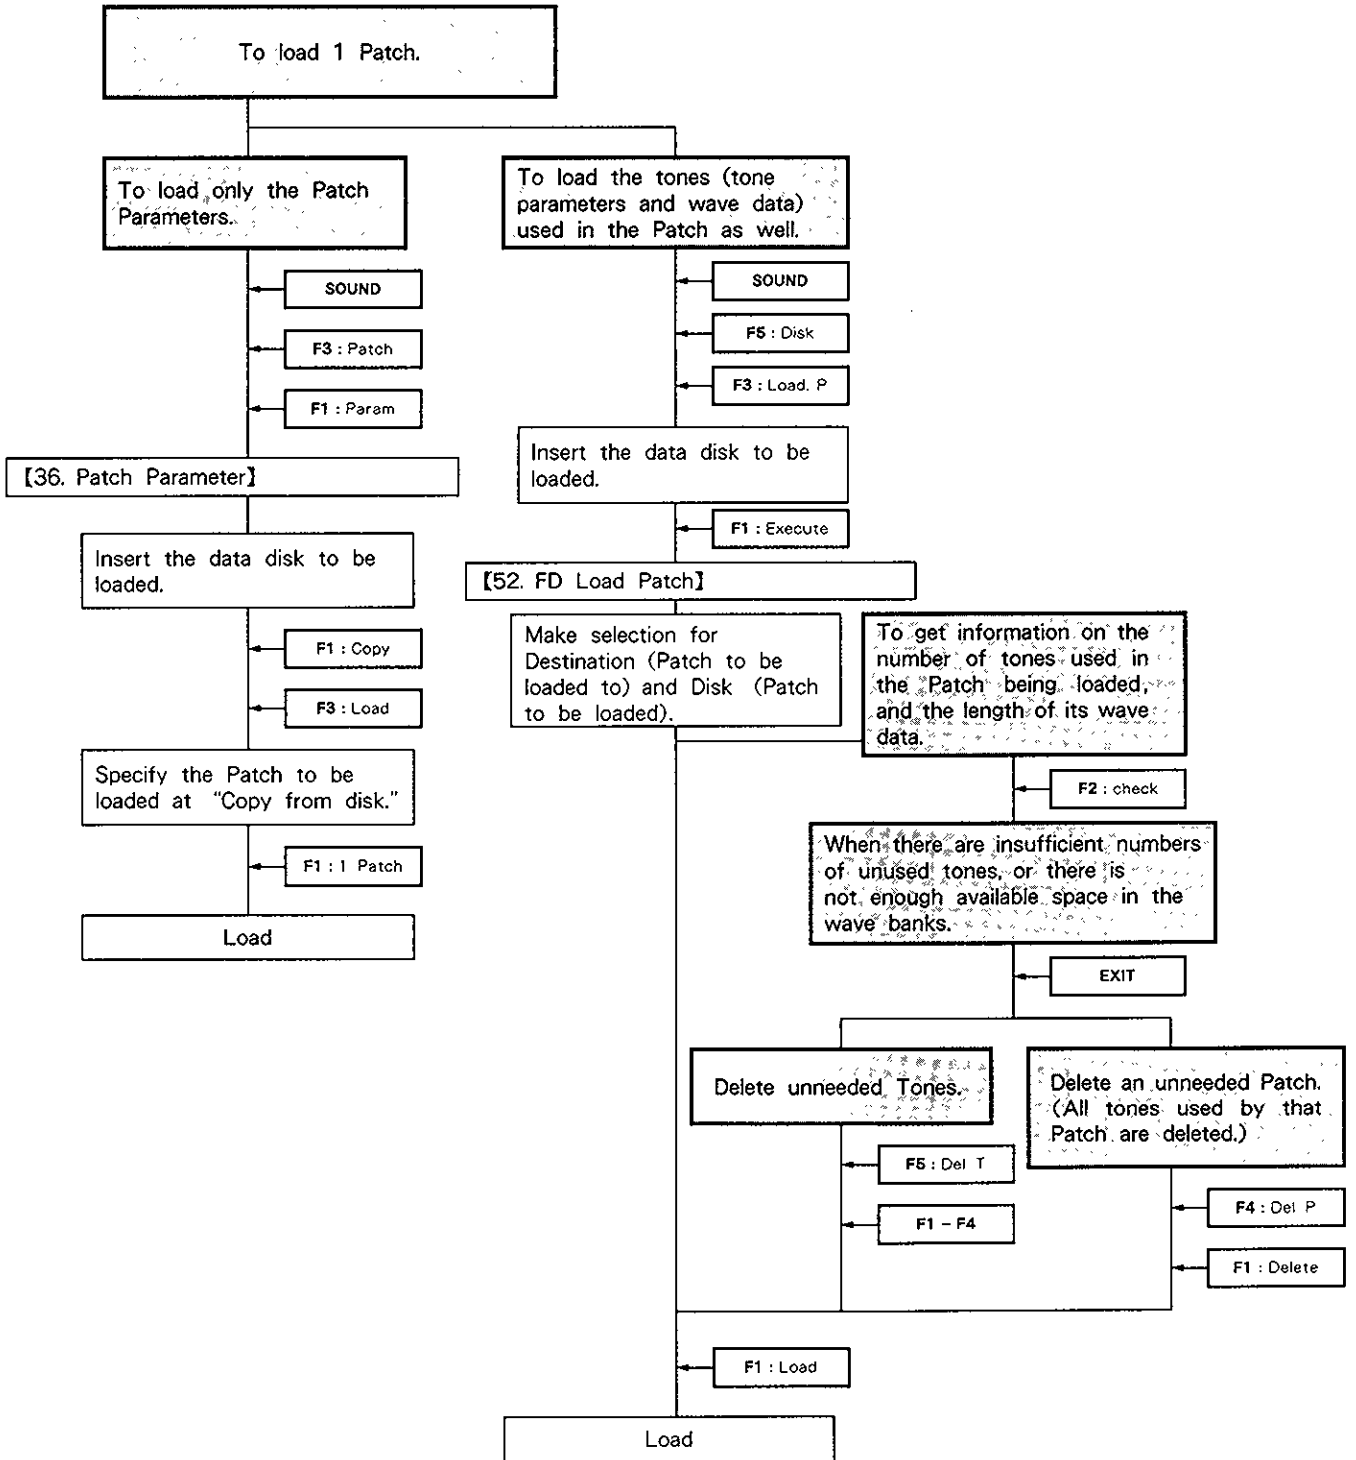 To load 1 Patch.
To load only the Patch
Parameters.
SOUND
F3 : Patch
F1 : Param
【36. Patch Parameter】
Insert the data disk to be
loaded.
F1 : Copy
F3 : Load
Specify the Patch to be
loaded at “Copy from disk.”
F1 : 1 Patch
Load
To load the tones (tone
parameters and wave data)
used in the Patch as well.
SOUND
F5 : Disk
F3 : Load. P
Insert the data disk to be
loaded.
F1 : Execute
【52. FD Load Patch】
Make selection for
Destination (Patch to be
loaded to) and Disk (Patch
to be loaded).
To get information on the
number of tones used in
the Patch being loaded,
and the length of its wave
data.
F2 : check
When there are insufficient numbers
of unused tones, or there is
not enough available space in the
wave banks.
EXIT
Delete unneeded Tones.
F5 : Del T
F1 – F4
Delete an unneeded Patch.
(All tones used by that
Patch are deleted.)
F4 : Del P
F1 : Delete
F1 : Load
Load